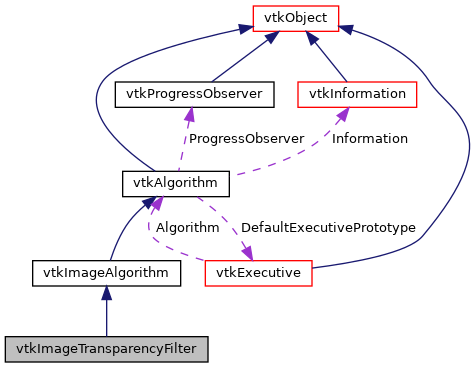 vtkObject
vtkProgressObserver
vtkInformation
ProgressObserver
Information
vtkAlgorithm
Algorithm
DefaultExecutivePrototype
vtkImageAlgorithm
vtkExecutive
vtkImageTransparencyFilter